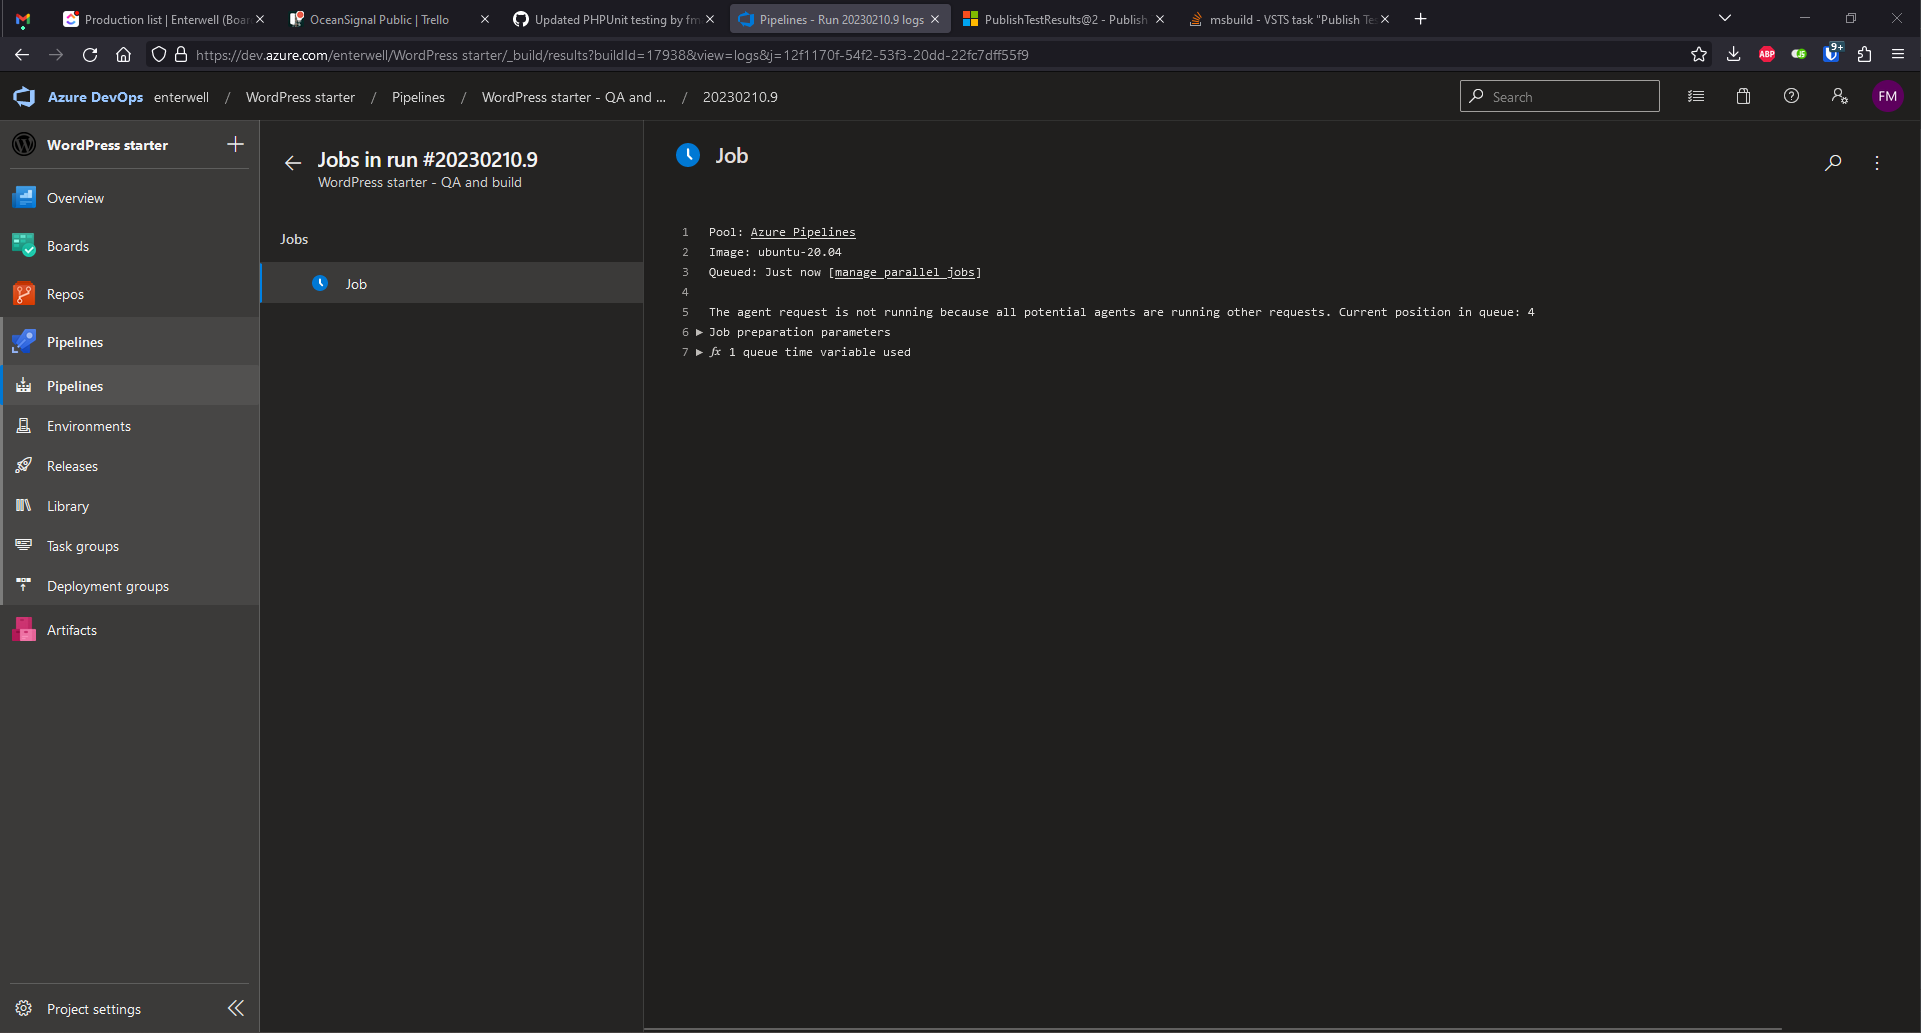 Production list | Enterwell (Boar
OceanSignal Public | Trello
Updated PHPUnit testing by fm
Pipelines - Run 20230210.9 logs
PublishTestResults@2 - Publish
msbuild - VSTS task "Publish Tes
https://dev.azure.com/enterwell/WordPress starter/_build/results?buildId=17938&view=logs&j=12f1170f-54f2-53f3-20dd-22fc7dff55f9
ABP
JS
9+
Azure DevOps enterwell / WordPress starter / Pipelines / WordPress starter - QA and ... / 20230210.9
Search
FM
WordPress starter
Overview
Boards
Repos
Pipelines
Pipelines
Environments
Releases
Library
Task groups
Deployment groups
Artifacts
Project settings
Jobs in run #20230210.9
WordPress starter - QA and build
Jobs
Job
Job
1 Pool: Azure Pipelines
2 Image: ubuntu-20.04
3 Queued: Just now [manage parallel jobs]
4
5 The agent request is not running because all potential agents are running other requests. Current position in queue: 4
6 Job preparation parameters
7 fx 1 queue time variable used